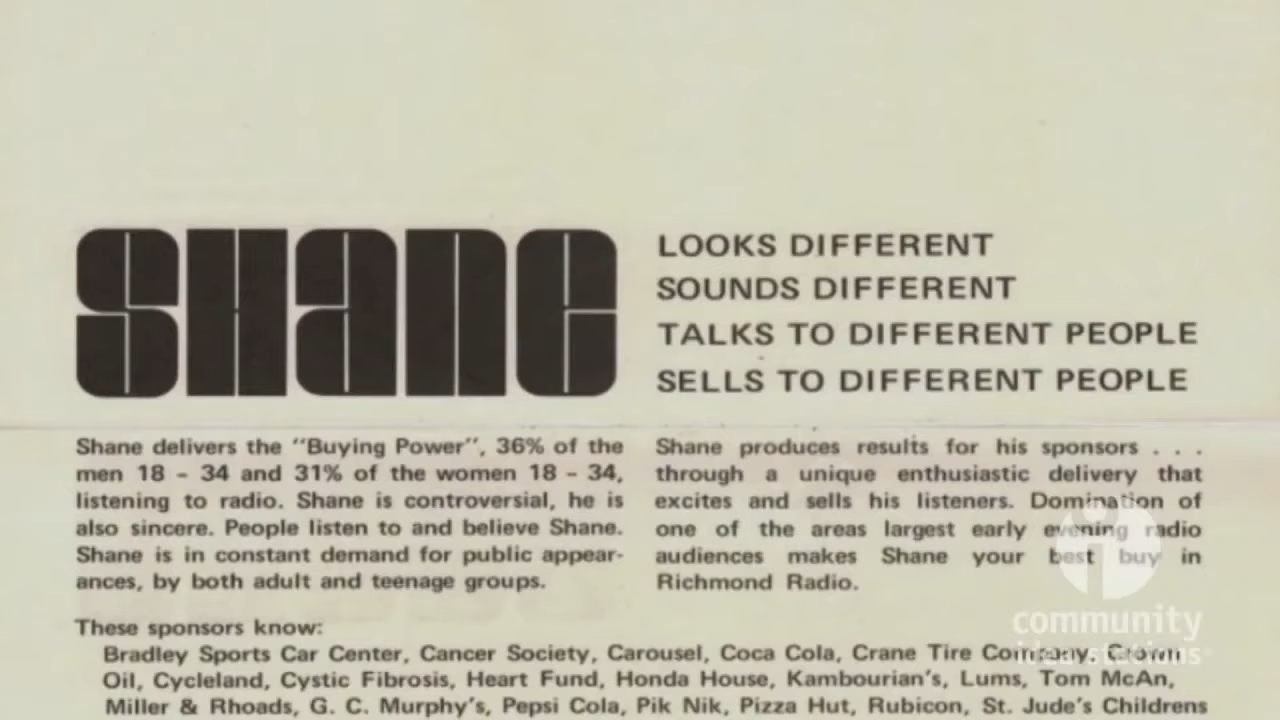 SHANE
LOOKS DIFFERENT
SOUNDS DIFFERENT
TALKS TO DIFFERENT PEOPLE
SELLS TO DIFFERENT PEOPLE
Shane delivers the "Buying Power", 36% of the
men 18 - 34 and 31% of the women 18 - 34,
listening to radio. Shane is controversial, he is
also sincere. People listen to and believe Shane.
Shane is in constant demand for public appear-
ances, by both adult and teenage groups.
Shane produces results for his sponsors . . .
through a unique enthusiastic delivery that
excites and sells his listeners. Domination of
one of the areas largest early evening radio
audiences makes Shane your best buy in
Richmond Radio.
These sponsors know:
Bradley Sports Car Center, Cancer Society, Carousel, Coca Cola, Crane Tire Company, Crown
Oil, Cycleland, Cystic Fibrosis, Heart Fund, Honda House, Kambourian's, Lums, Tom McAn,
Miller & Rhoads, G. C. Murphy's, Pepsi Cola, Pik Nik, Pizza Hut, Rubicon, St. Jude's Childrens
community
idea stations